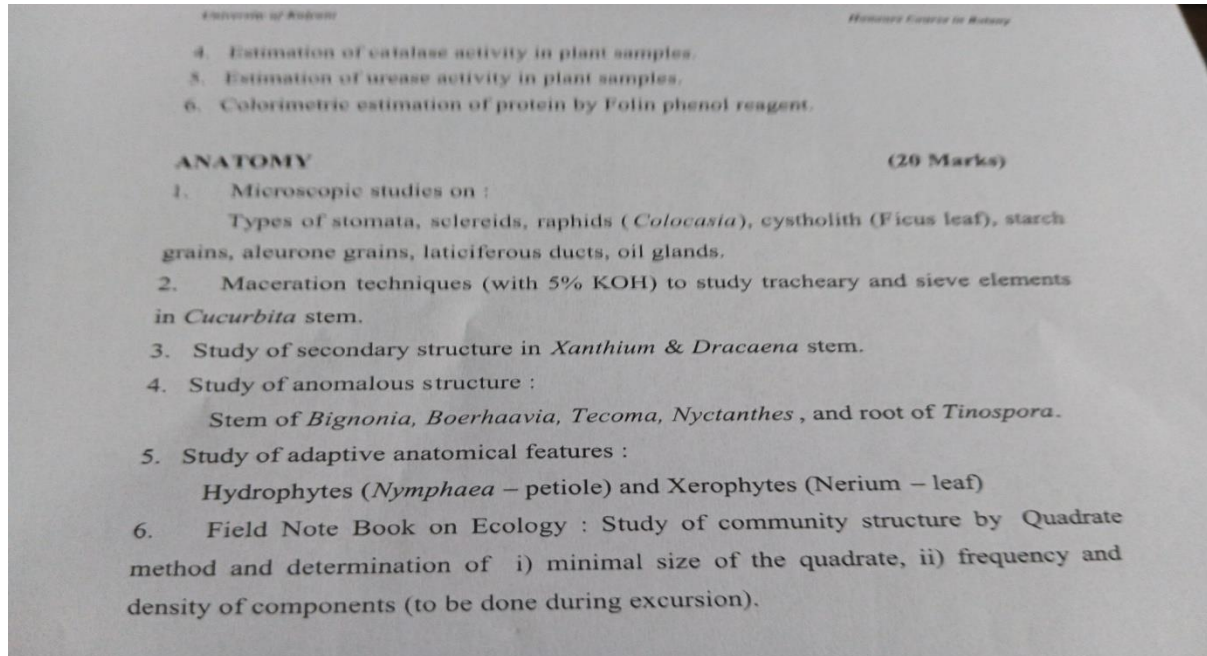 Honours Course in Botany
4. Estimation of catalase activity in plant samples.
5. Estimation of urease activity in plant samples.
6. Colorimetric estimation of protein by Folin phenol reagent.
ANATOMY (20 Marks)
1. Microscopic studies on :
Types of stomata, sclereids, raphids ( Colocasia), cystholith (Ficus leaf), starch
grains, aleurone grains, laticiferous ducts, oil glands.
2. Maceration techniques (with 5% KOH) to study tracheary and sieve elements
in Cucurbita stem.
3. Study of secondary structure in Xanthium & Dracaena stem.
4. Study of anomalous structure :
Stem of Bignonia, Boerhaavia, Tecoma, Nyctanthes , and root of Tinospora.
5. Study of adaptive anatomical features :
Hydrophytes (Nymphaea – petiole) and Xerophytes (Nerium – leaf)
6. Field Note Book on Ecology : Study of community structure by Quadrate
method and determination of i) minimal size of the quadrate, ii) frequency and
density of components (to be done during excursion).